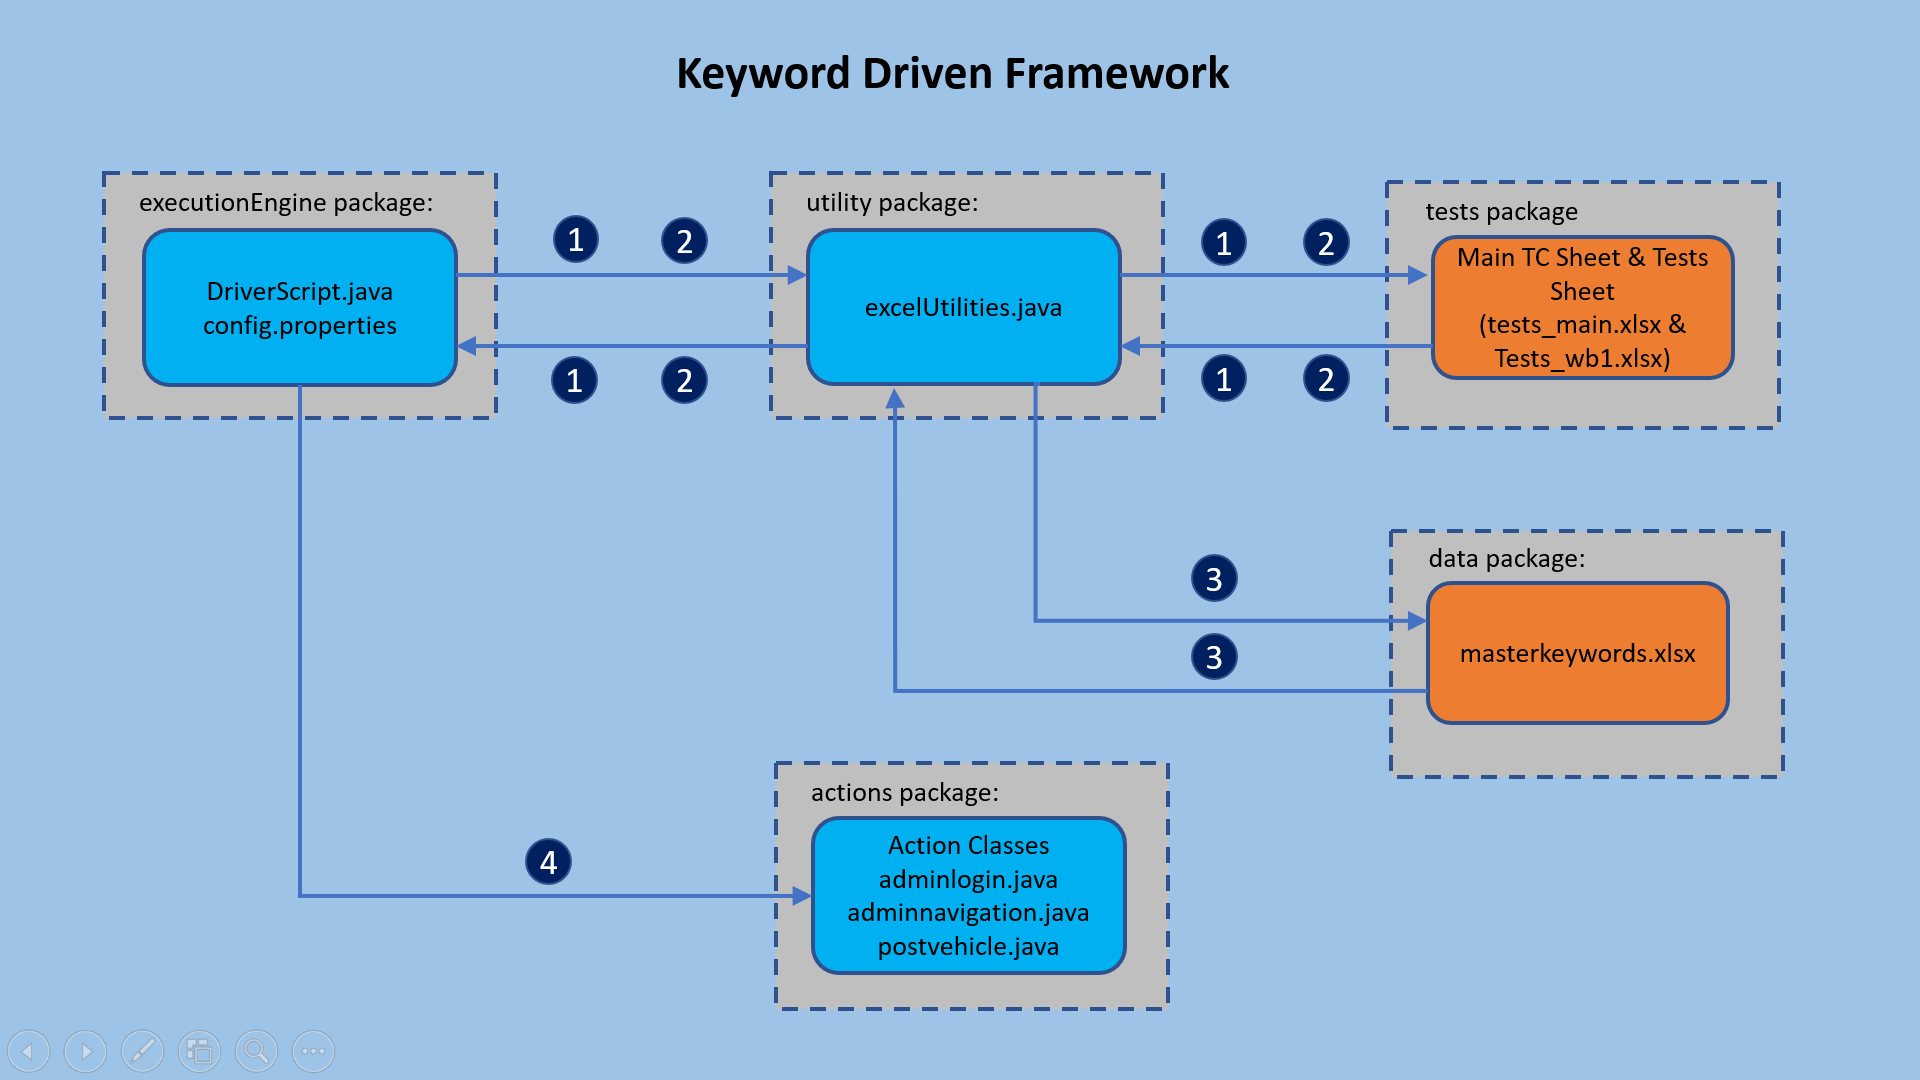 Keyword Driven Framework
executionEngine package:
DriverScript.java
config.properties
1
2
1
2
utility package:
excelUtilities.java
1
2
1
2
tests package
Main TC Sheet & Tests
Sheet
(tests_main.xlsx &
Tests_wb1.xlsx)
3
3
data package:
masterkeywords.xlsx
4
actions package:
Action Classes
adminlogin.java
adminnavigation.java
postvehicle.java